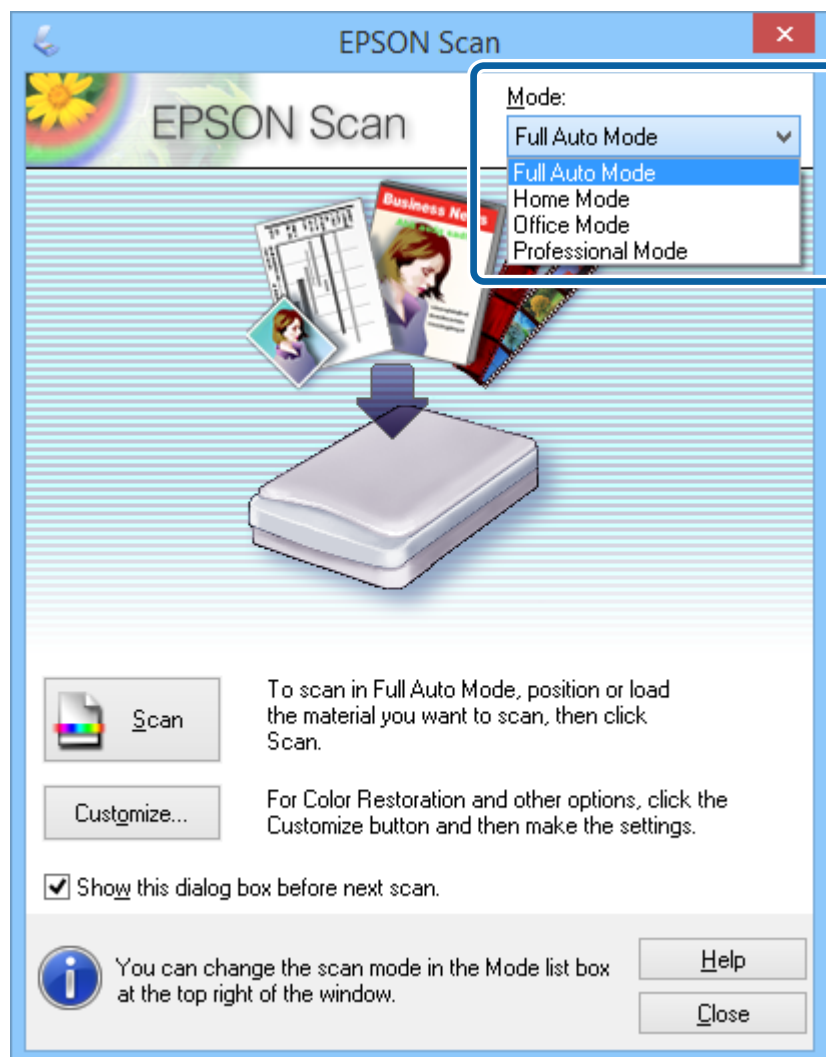 EPSON Scan
EPSON Scan
Mode:
Full Auto Mode
Full Auto Mode
Home Mode
Office Mode
Professional Mode
Business News
Scan
To scan in Full Auto Mode, position or load
the material you want to scan, then click
Scan.
Customize...
For Color Restoration and other options, click the
Customize button and then make the settings.
Show this dialog box before next scan.
You can change the scan mode in the Mode list box
at the top right of the window.
Help
Close